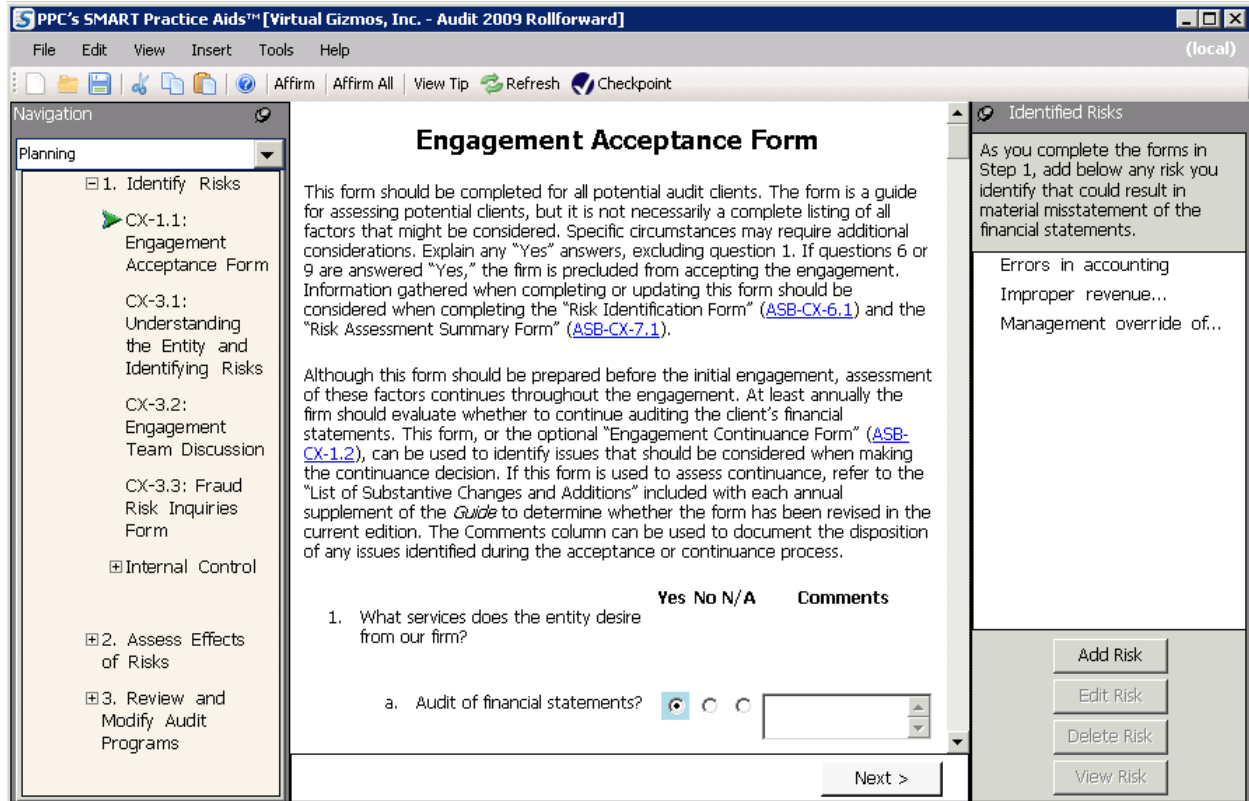 PPC's SMART Practice Aids™ [Virtual Gizmos, Inc. - Audit 2009 Rollforward]
File Edit View Insert Tools Help (local)
Affirm Affirm All View Tip Refresh Checkpoint
Navigation
Planning
1. Identify Risks
CX-1.1:
Engagement
Acceptance Form
CX-3.1:
Understanding
the Entity and
Identifying Risks
CX-3.2:
Engagement
Team Discussion
CX-3.3: Fraud
Risk Inquiries
Form
Internal Control
2. Assess Effects
of Risks
3. Review and
Modify Audit
Programs
Engagement Acceptance Form
This form should be completed for all potential audit clients. The form is a guide
for assessing potential clients, but it is not necessarily a complete listing of all
factors that might be considered. Specific circumstances may require additional
considerations. Explain any "Yes" answers, excluding question 1. If questions 6 or
9 are answered "Yes," the firm is precluded from accepting the engagement.
Information gathered when completing or updating this form should be
considered when completing the "Risk Identification Form" (ASB-CX-6.1) and the
"Risk Assessment Summary Form" (ASB-CX-7.1).
Although this form should be prepared before the initial engagement, assessment
of these factors continues throughout the engagement. At least annually the
firm should evaluate whether to continue auditing the client's financial
statements. This form, or the optional "Engagement Continuance Form" (ASB-
CX-1.2), can be used to identify issues that should be considered when making
the continuance decision. If this form is used to assess continuance, refer to the
"List of Substantive Changes and Additions" included with each annual
supplement of the Guide to determine whether the form has been revised in the
current edition. The Comments column can be used to document the disposition
of any issues identified during the acceptance or continuance process.
Yes No N/A Comments
1. What services does the entity desire
from our firm?
a. Audit of financial statements?
Next >
Identified Risks
As you complete the forms in
Step 1, add below any risk you
identify that could result in
material misstatement of the
financial statements.
Errors in accounting
Improper revenue...
Management override of...
Add Risk
Edit Risk
Delete Risk
View Risk